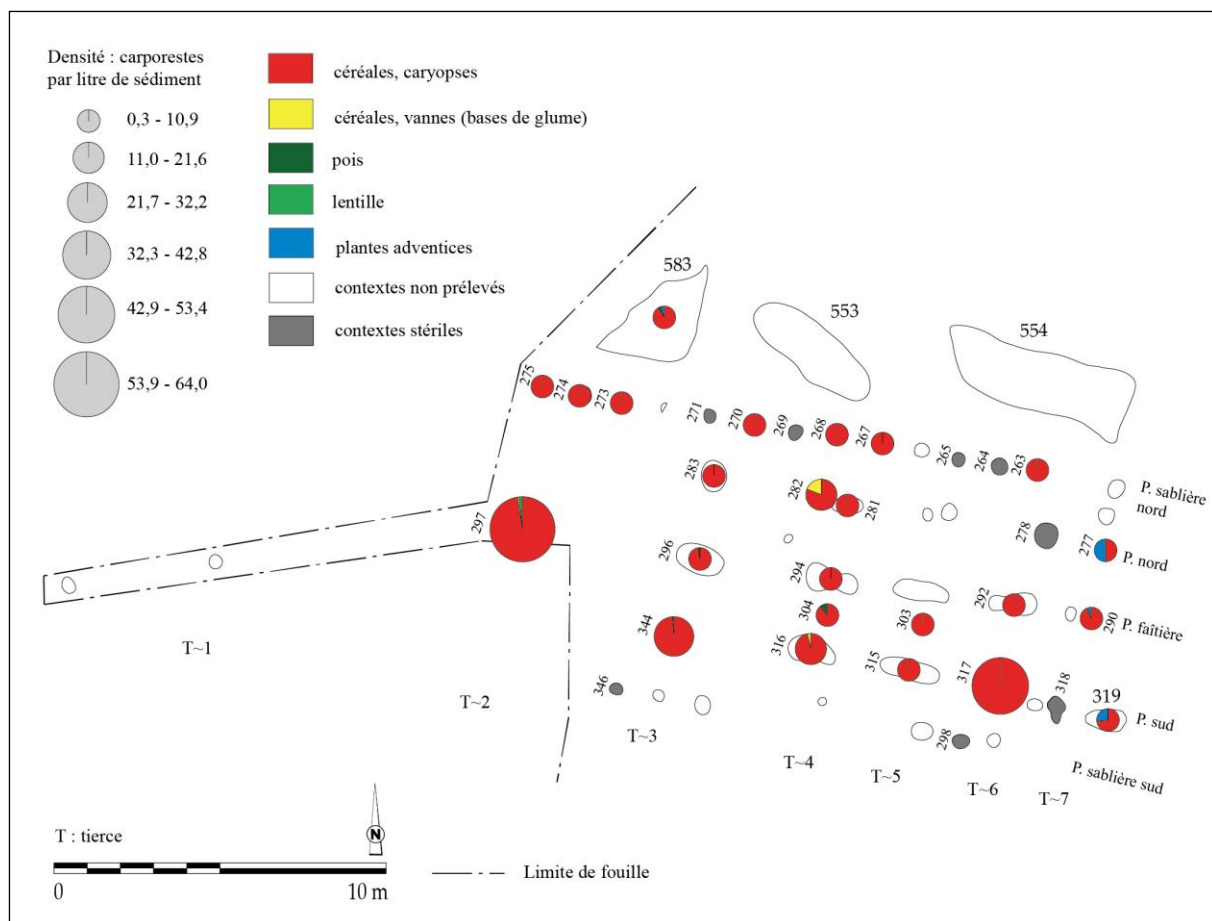 Densité : carporestes
par litre de sédiment
0,3 - 10,9
11,0 - 21,6
21,7 - 32,2
32,3 - 42,8
42,9 - 53,4
53,9 - 64,0
céréales, caryopses
céréales, vannes (bases de glume)
pois
lentille
plantes adventices
contextes non prélevés
contextes stériles
583
553
554
275
274
273
271
270
269
268
267
265
264
263
P. sablière
nord
283
282
281
278
277
P. nord
297
296
294
292
290
P. faîtière
304
303
344
316
315
317
318
319
P. sud
346
298
P. sablière sud
T~1
T~2
T~3
T~4
T~5
T~6
T~7
T : tierce
N
0
10 m
Limite de fouille